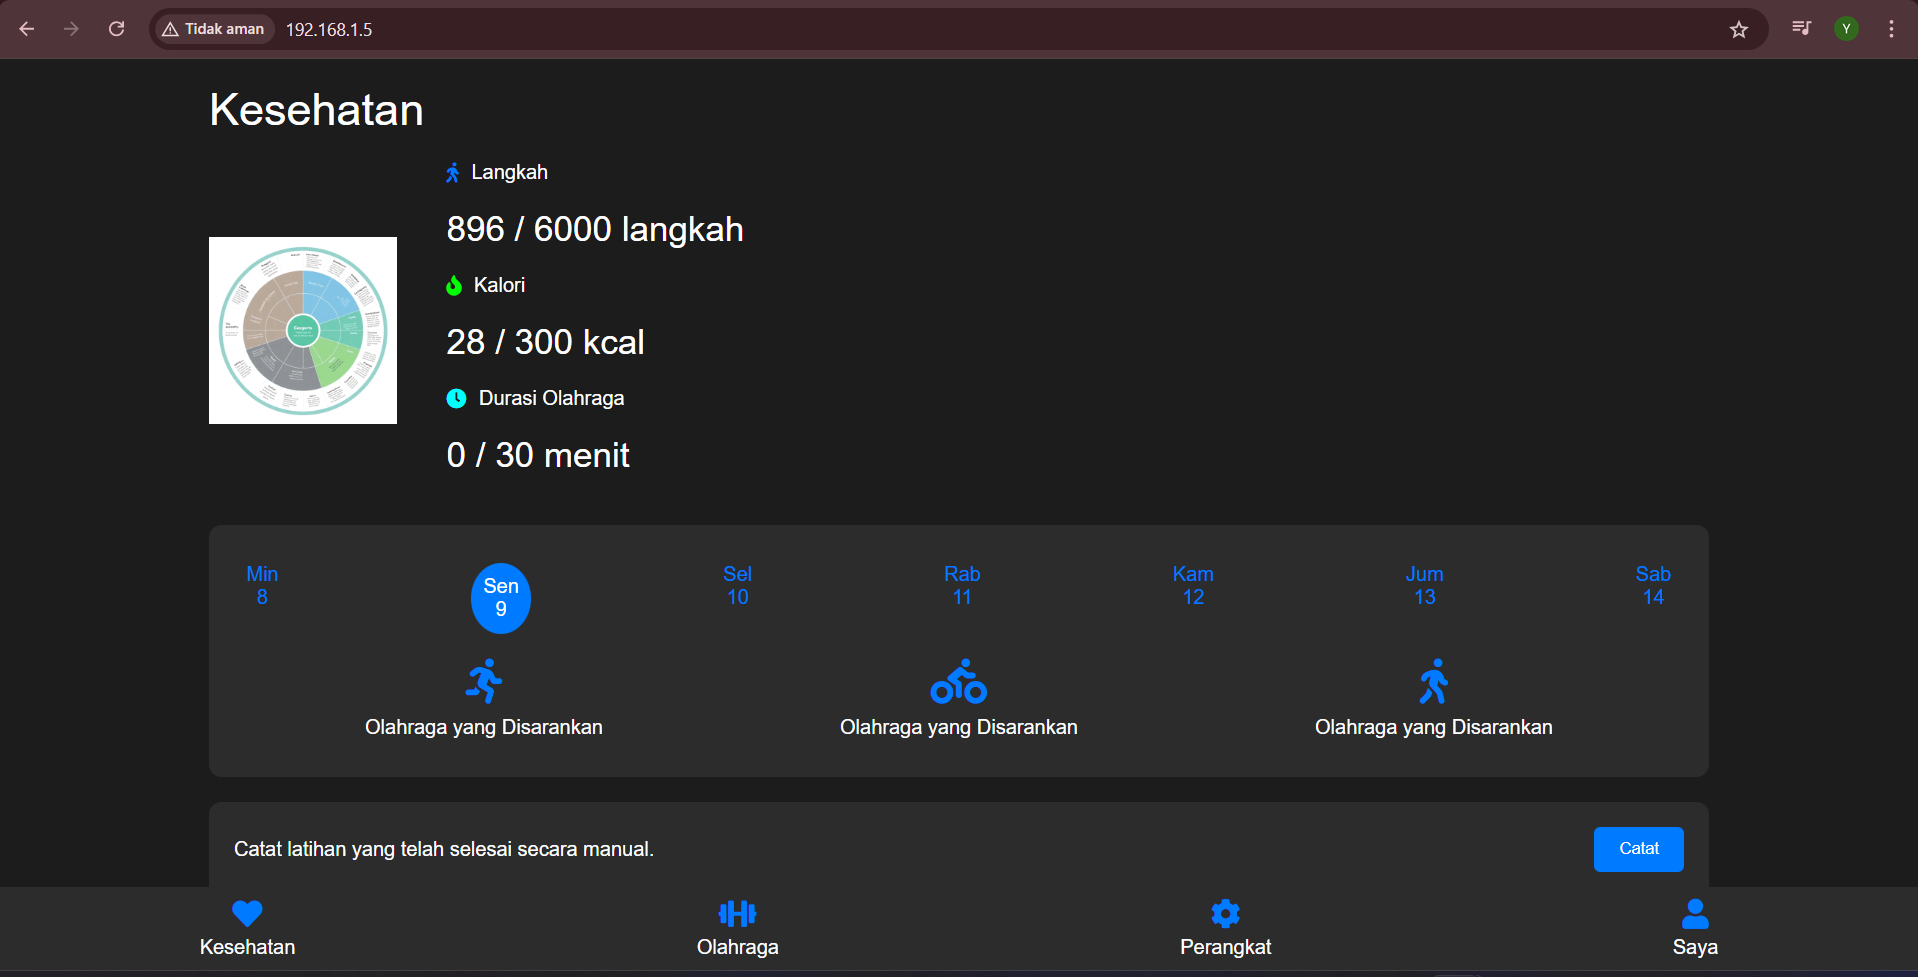 Tidak aman
192.168.1.5
Y
Kesehatan
Langkah
896 / 6000 langkah
Kalori
28 / 300 kcal
Durasi Olahraga
0 / 30 menit
Min Sen Sel Rab Kam Jum Sab
8 9 10 11 12 13 14
Olahraga yang Disarankan Olahraga yang Disarankan Olahraga yang Disarankan
Catat latihan yang telah selesai secara manual. Catat
Kesehatan Olahraga Perangkat Saya